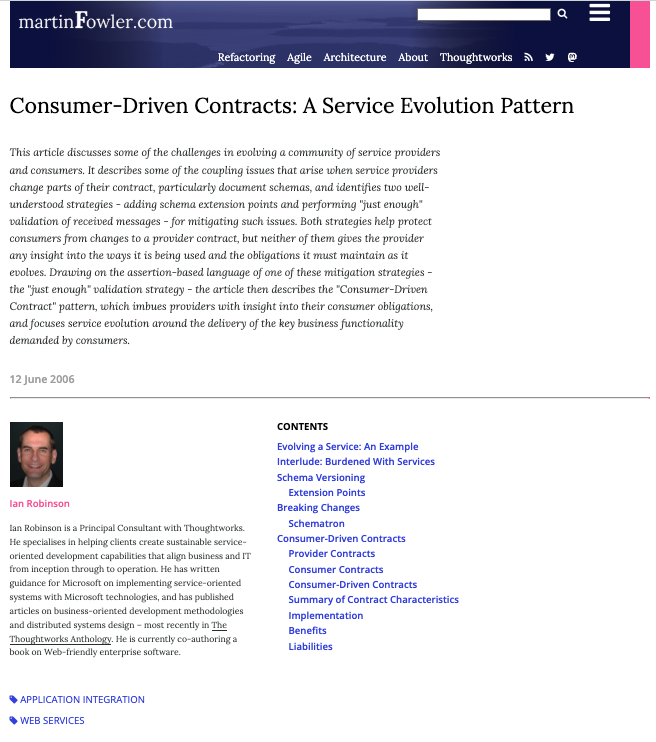 martinFowler.com
Refactoring Agile Architecture About Thoughtworks
Consumer-Driven Contracts: A Service Evolution Pattern
This article discusses some of the challenges in evolving a community of service providers
and consumers. It describes some of the coupling issues that arise when service providers
change parts of their contract, particularly document schemas, and identifies two well-
understood strategies - adding schema extension points and performing "just enough"
validation of received messages - for mitigating such issues. Both strategies help protect
consumers from changes to a provider contract, but neither of them gives the provider
any insight into the ways it is being used and the obligations it must maintain as it
evolves. Drawing on the assertion-based language of one of these mitigation strategies -
the "just enough" validation strategy - the article then describes the "Consumer-Driven
Contract" pattern, which imbues providers with insight into their consumer obligations,
and focuses service evolution around the delivery of the key business functionality
demanded by consumers.
12 June 2006
Ian Robinson
Ian Robinson is a Principal Consultant with Thoughtworks.
He specialises in helping clients create sustainable service-
oriented development capabilities that align business and IT
from inception through to operation. He has written
guidance for Microsoft on implementing service-oriented
systems with Microsoft technologies, and has published
articles on business-oriented development methodologies
and distributed systems design – most recently in The
Thoughtworks Anthology. He is currently co-authoring a
book on Web-friendly enterprise software.
APPLICATION INTEGRATION
WEB SERVICES
CONTENTS
Evolving a Service: An Example
Interlude: Burdened With Services
Schema Versioning
Extension Points
Breaking Changes
Schematron
Consumer-Driven Contracts
Provider Contracts
Consumer Contracts
Consumer-Driven Contracts
Summary of Contract Characteristics
Implementation
Benefits
Liabilities